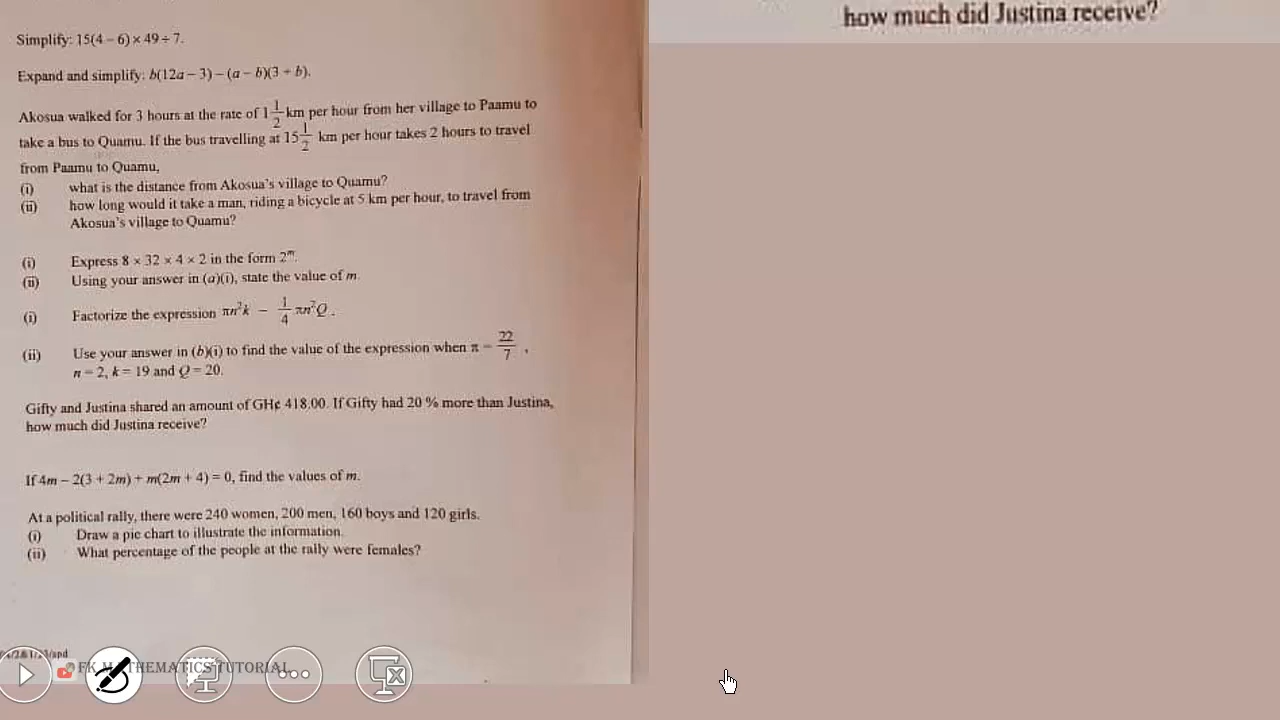 how much did Justina receive?
Simplify: 15(4 – 6) × 49 ÷ 7.
Expand and simplify: b(12a – 3) – (a – b)(3 + b).
Akosua walked for 3 hours at the rate of 1 1/2 km per hour from her village to Paamu to
take a bus to Quamu. If the bus travelling at 15 1/2 km per hour takes 2 hours to travel
from Paamu to Quamu,
(i) what is the distance from Akosua's village to Quamu?
(ii) how long would it take a man, riding a bicycle at 5 km per hour, to travel from
Akosua's village to Quamu?
(i) Express 8 × 32 × 4 × 2 in the form 2^m.
(ii) Using your answer in (a)(i), state the value of m.
(i) Factorize the expression πn²k – 1/4 πn²Q.
(ii) Use your answer in (b)(i) to find the value of the expression when π = 22/7,
n = 2, k = 19 and Q = 20.
Gifty and Justina shared an amount of GH¢ 418.00. If Gifty had 20 % more than Justina,
how much did Justina receive?
If 4m – 2(3 + 2m) + m(2m + 4) = 0, find the values of m.
At a political rally, there were 240 women, 200 men, 160 boys and 120 girls.
(i) Draw a pie chart to illustrate the information.
(ii) What percentage of the people at the rally were females?
FK MATHEMATICS TUTORIAL